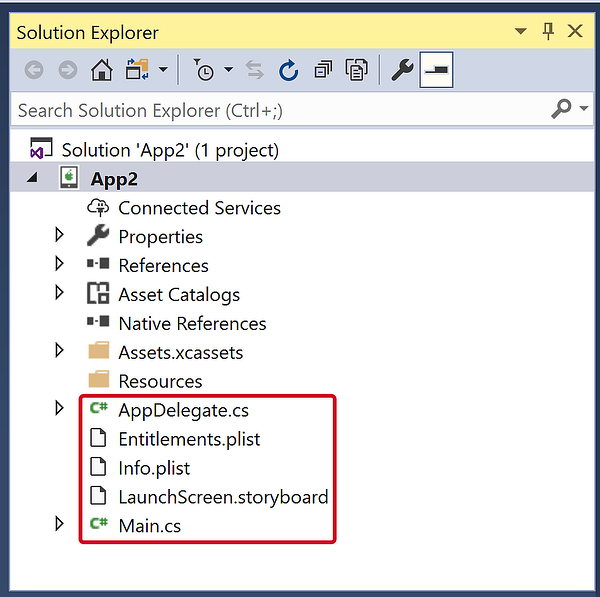 Solution Explorer
Search Solution Explorer (Ctrl+;)
Solution 'App2' (1 project)
App2
Connected Services
Properties
References
Asset Catalogs
Native References
Assets.xcassets
Resources
C# AppDelegate.cs
Entitlements.plist
Info.plist
LaunchScreen.storyboard
C# Main.cs